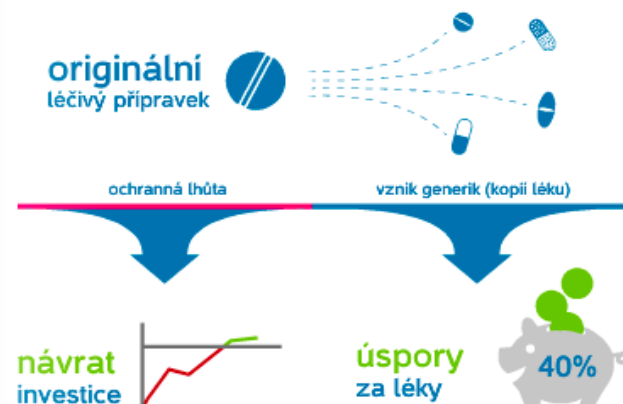 originální
léčivý přípravek
ochranná lhůta
vznik generik (kopií léku)
návrat
investice
úspory
za léky
40%